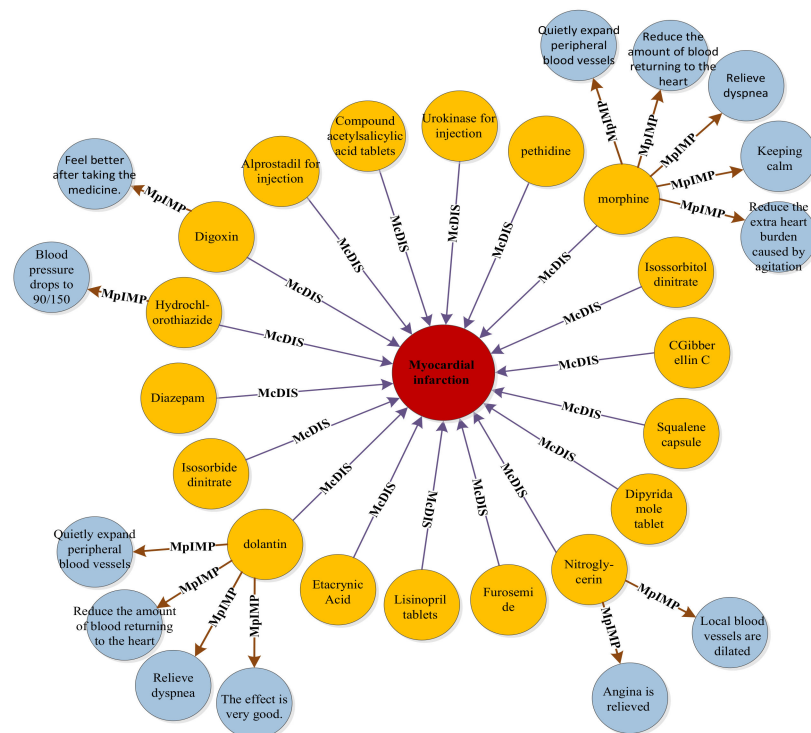 Quietly expand
peripheral
blood vessels
Reduce the
amount of blood
returning to the
heart
Relieve
dyspnea
Keeping
calm
Reduce the
extra heart
burden
caused by
agitation
MpIMP
MpIMP
MpIMP
MpIMP
MpIMP
morphine
McDIS
pethidine
McDIS
Urokinase for
injection
McDIS
Compound
acetylsalicylic
acid tablets
McDIS
Alprostadil for
injection
McDIS
Feel better
after taking the
medicine.
MpIMP
Digoxin
McDIS
Blood
pressure
drops to
90/150
MpIMP
Hydrochl-
orothiazide
McDIS
Diazepam
McDIS
Isosorbide
dinitrate
McDIS
Myocardial
infarction
Isossorbitol
dinitrate
McDIS
CGibber
ellin C
McDIS
Squalene
capsule
McDIS
Dipyrida
mole
tablet
McDIS
Nitrogly-
cerin
McDIS
MpIMP
Local blood
vessels are
dilated
MpIMP
Angina is
relieved
Furosemi
de
McDIS
Lisinopril
tablets
McDIS
Etacrynic
Acid
McDIS
dolantin
McDIS
MpIMP
Quietly expand
peripheral
blood vessels
MpIMP
Reduce the amount
of blood returning
to the heart
MpIMP
Relieve
dyspnea
MpIMP
The effect is
very good.